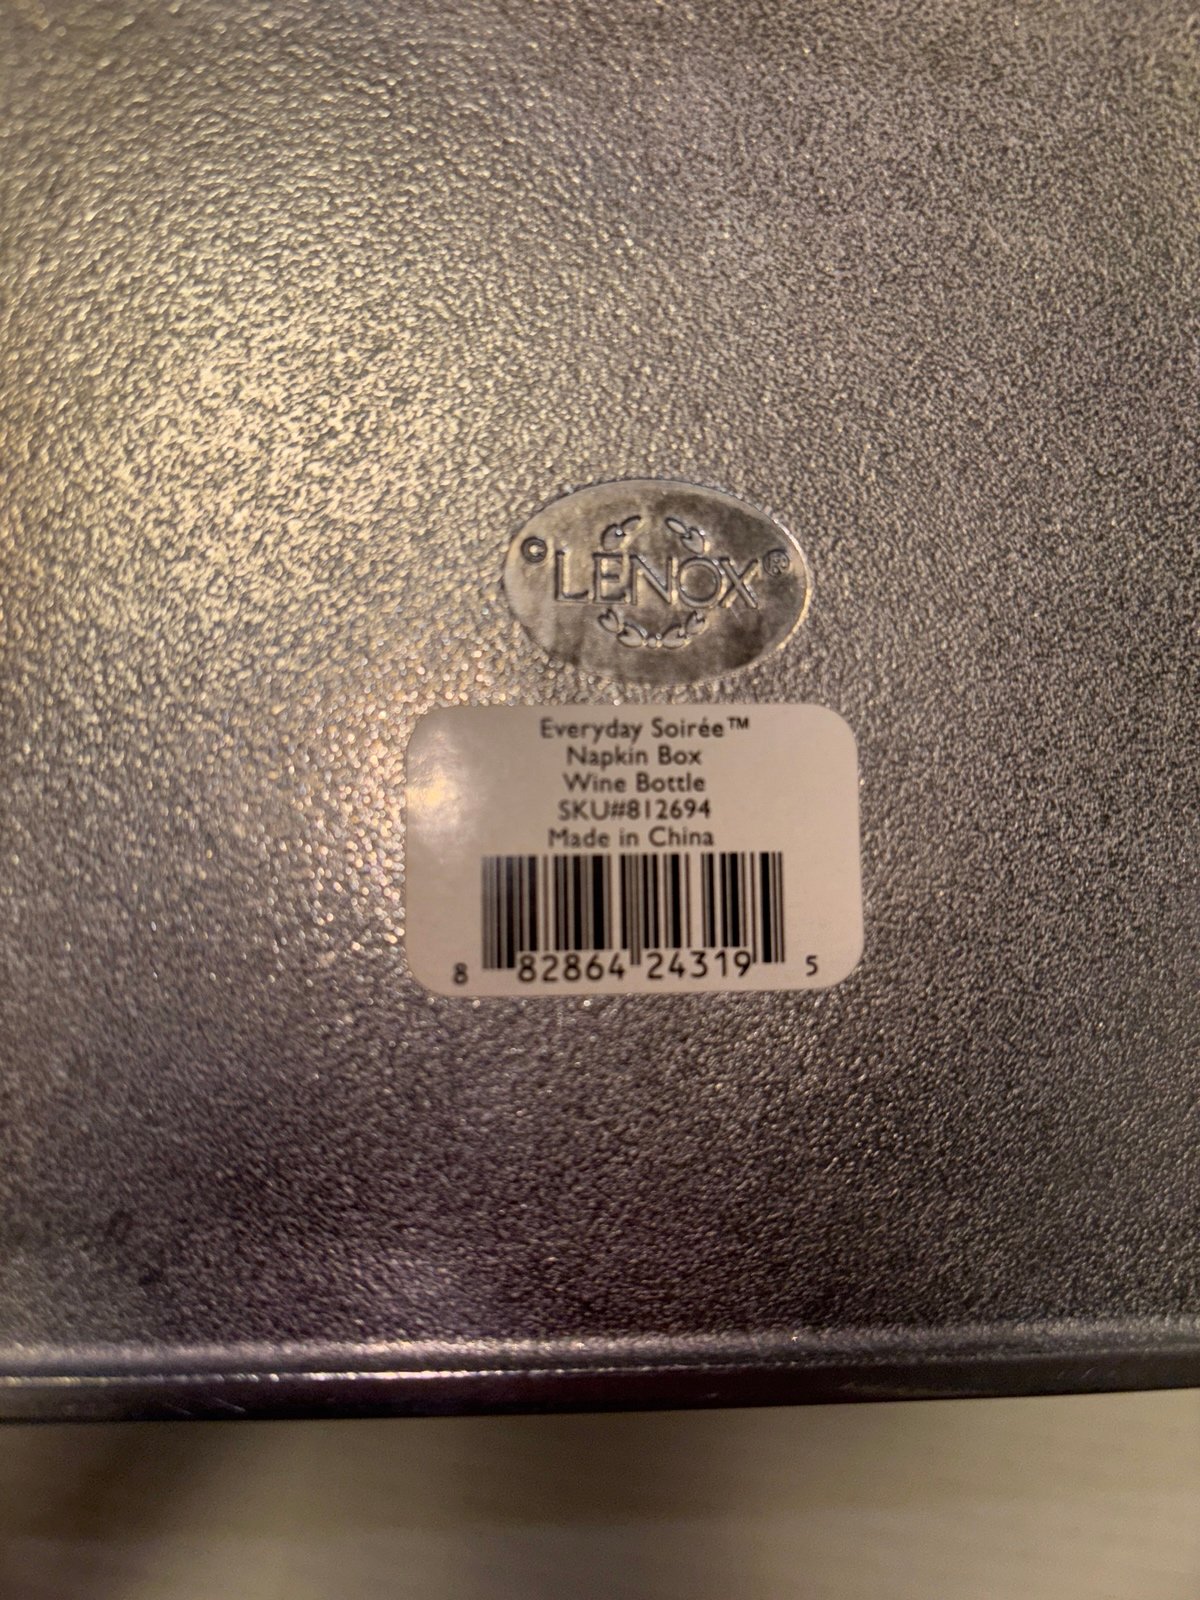 © LENOX ®
Everyday Soirée™
Napkin Box
Wine Bottle
SKU#812694
Made in China
8 82864 24319 5